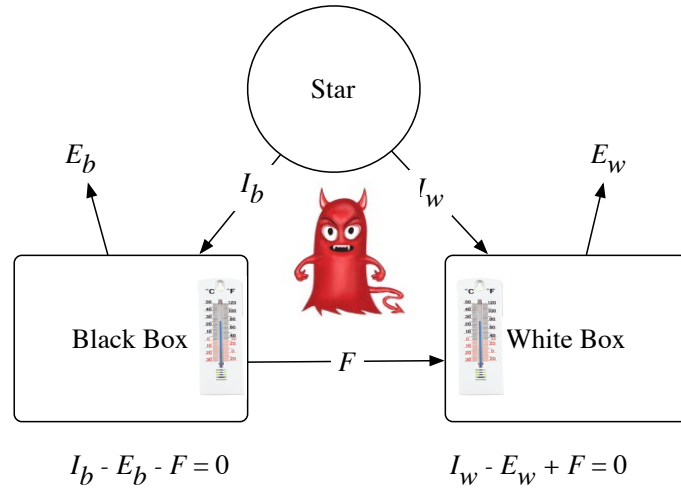 Star
E_b
I_b
I_w
E_w
°C °F
Black Box
°C °F
White Box
F
I_b - E_b - F = 0
I_w - E_w + F = 0